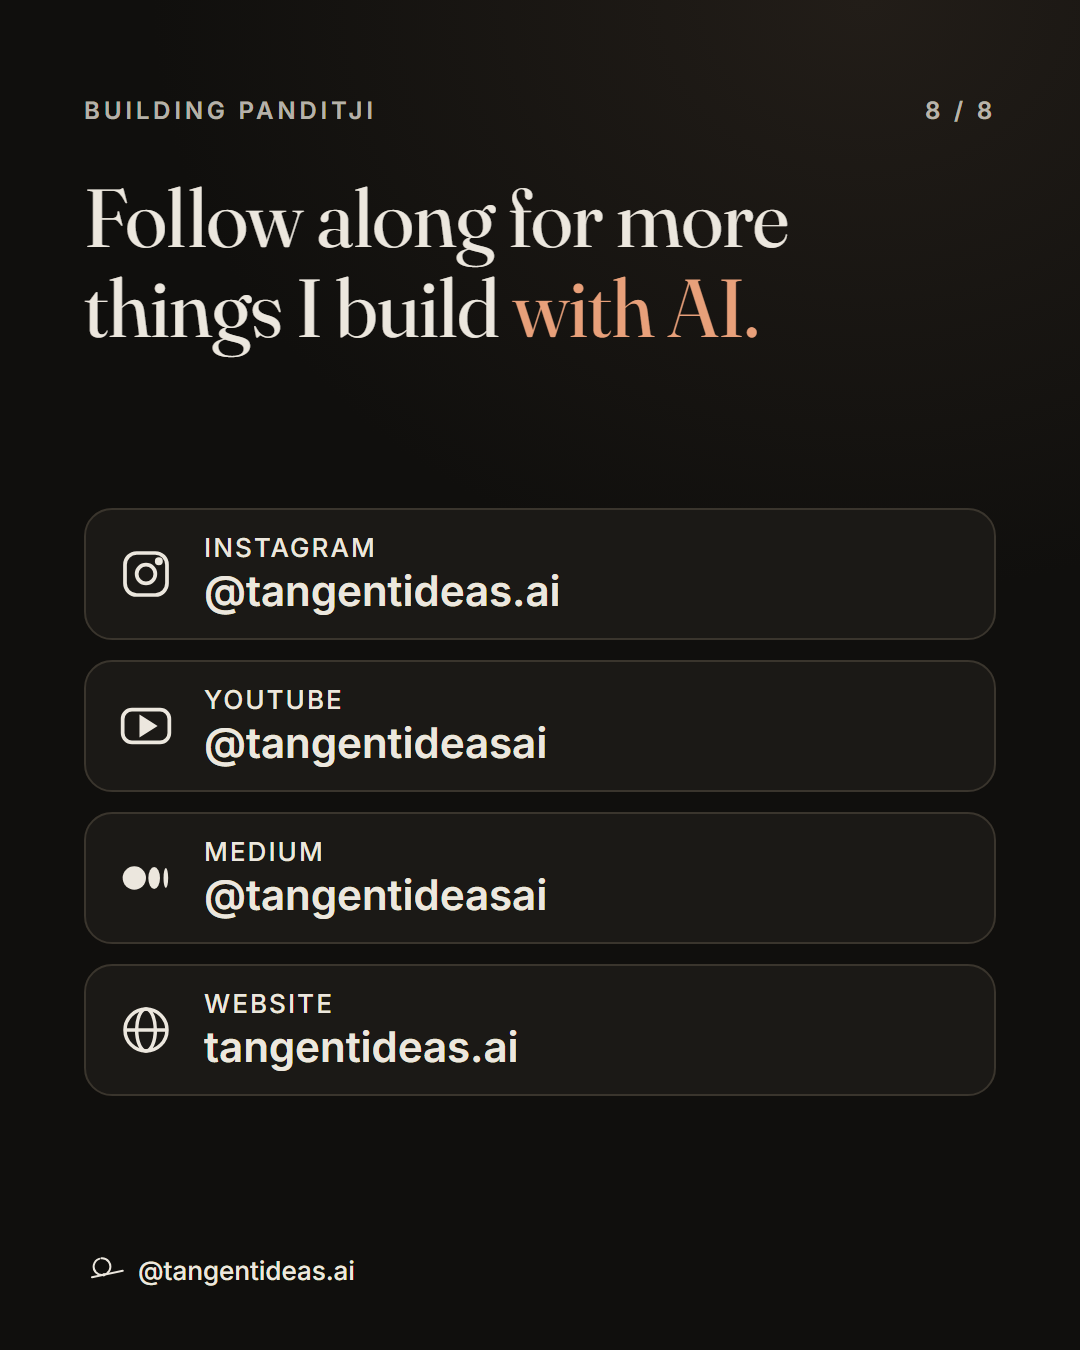 BUILDING PANDITJI
8 / 8
Follow along for more
things I build with AI.
INSTAGRAM
@tangentideas.ai
YOUTUBE
@tangentideasai
MEDIUM
@tangentideasai
WEBSITE
tangentideas.ai
@tangentideas.ai